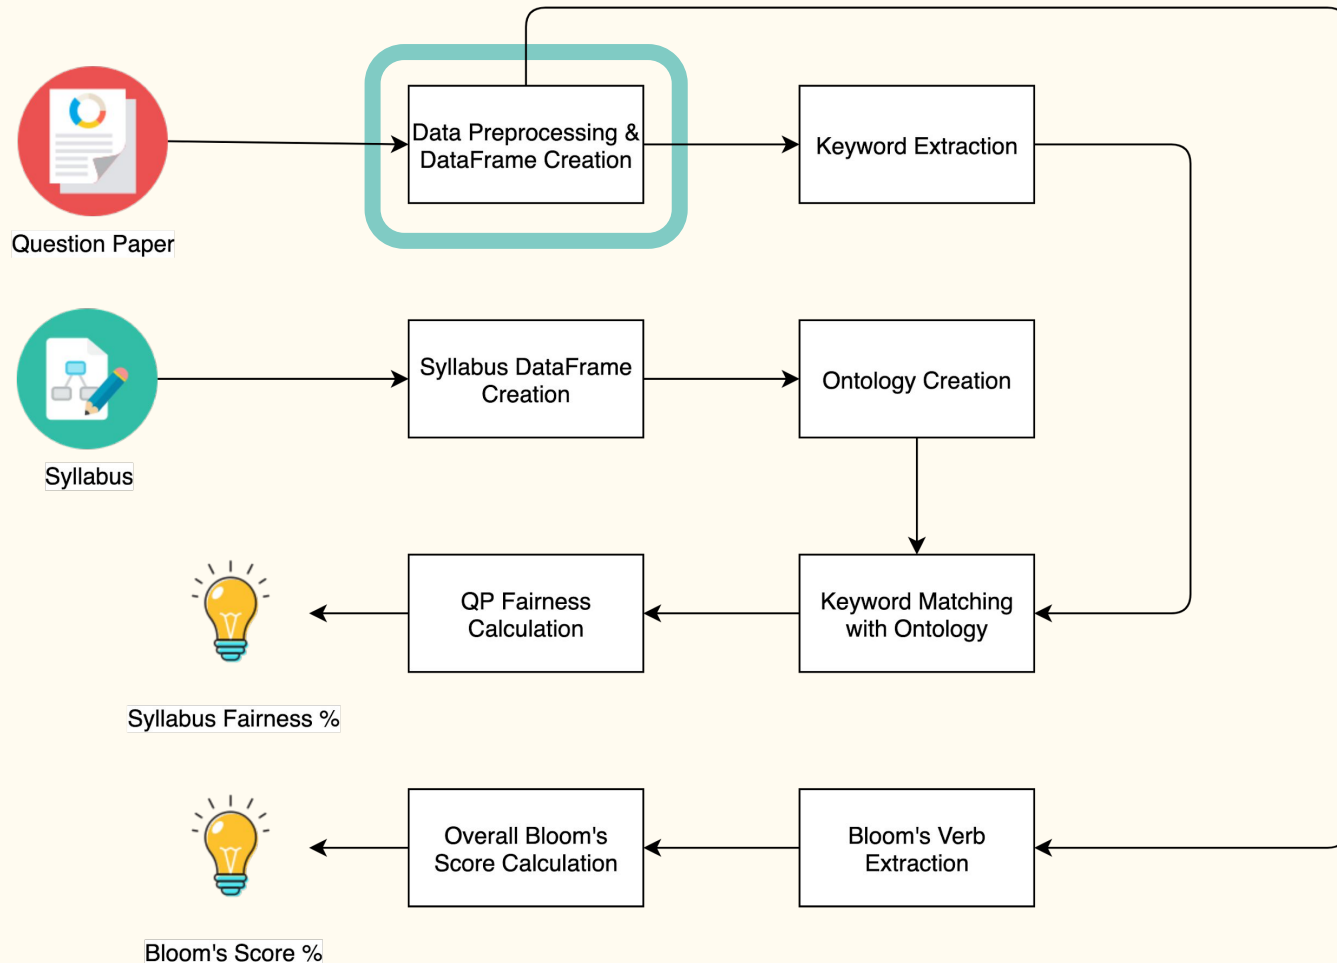 Data Preprocessing &
DataFrame Creation
Keyword Extraction
Question Paper
Syllabus DataFrame
Creation
Ontology Creation
Syllabus
QP Fairness
Calculation
Keyword Matching
with Ontology
Syllabus Fairness %
Overall Bloom's
Score Calculation
Bloom's Verb
Extraction
Bloom's Score %